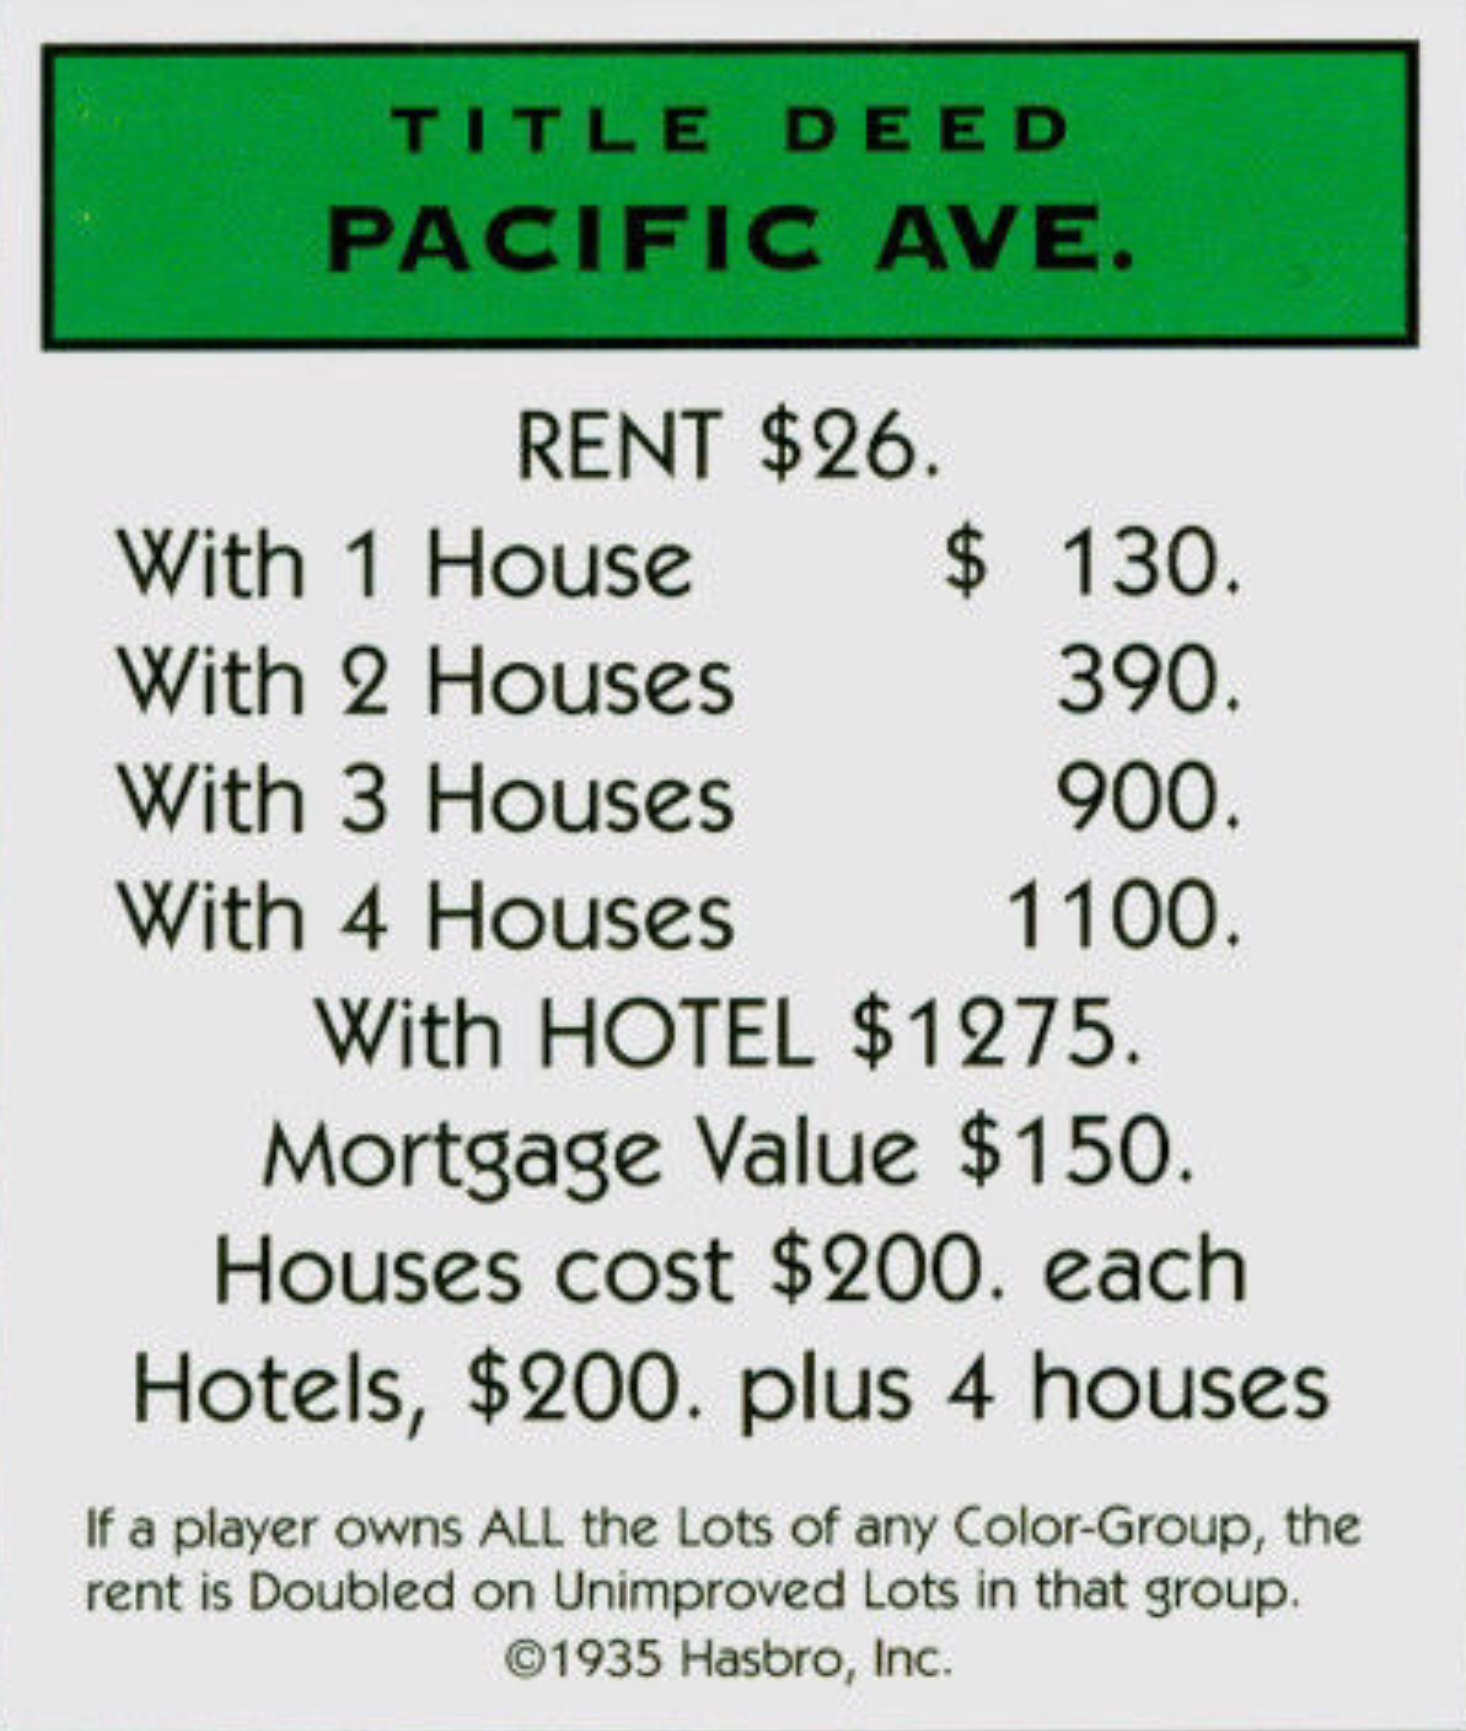 TITLE DEED
PACIFIC AVE.
RENT $26.
With 1 House $ 130.
With 2 Houses 390.
With 3 Houses 900.
With 4 Houses 1100.
With HOTEL $1275.
Mortgage Value $150.
Houses cost $200. each
Hotels, $200. plus 4 houses
If a player owns ALL the Lots of any Color-Group, the
rent is Doubled on Unimproved Lots in that group.
©1935 Hasbro, Inc.